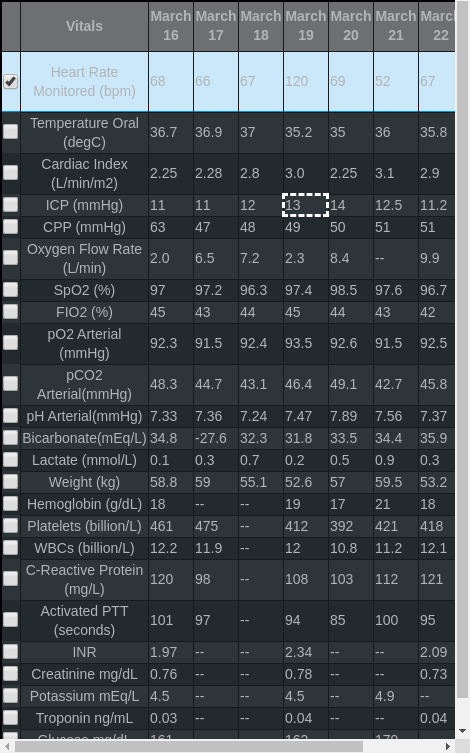 Vitals March 16 March 17 March 18 March 19 March 20 March 21 March 22
Heart Rate Monitored (bpm) 68 66 67 120 69 52 67
Temperature Oral (degC) 36.7 36.9 37 35.2 35 36 35.8
Cardiac Index (L/min/m2) 2.25 2.28 2.8 3.0 2.25 3.1 2.9
ICP (mmHg) 11 11 12 13 14 12.5 11.2
CPP (mmHg) 63 47 48 49 50 51 51
Oxygen Flow Rate (L/min) 2.0 6.5 7.2 2.3 8.4 -- 9.9
SpO2 (%) 97 97.2 96.3 97.4 98.5 97.6 96.7
FIO2 (%) 45 43 44 45 44 43 42
pO2 Arterial (mmHg) 92.3 91.5 92.4 93.5 92.6 91.5 92.5
pCO2 Arterial(mmHg) 48.3 44.7 43.1 46.4 49.1 42.7 45.8
pH Arterial(mmHg) 7.33 7.36 7.24 7.47 7.89 7.56 7.37
Bicarbonate(mEq/L) 34.8 -27.6 32.3 31.8 33.5 34.4 35.9
Lactate (mmol/L) 0.1 0.3 0.7 0.2 0.5 0.9 0.3
Weight (kg) 58.8 59 55.1 52.6 57 59.5 53.2
Hemoglobin (g/dL) 18 -- -- 19 17 21 18
Platelets (billion/L) 461 475 -- 412 392 421 418
WBCs (billion/L) 12.2 11.9 -- 12 10.8 11.2 12.1
C-Reactive Protein (mg/L) 120 98 -- 108 103 112 121
Activated PTT (seconds) 101 97 -- 94 85 100 95
INR 1.97 -- -- 2.34 -- -- 2.09
Creatinine mg/dL 0.76 -- -- 0.78 -- -- 0.73
Potassium mEq/L 4.5 -- -- 4.5 -- 4.9 --
Troponin ng/mL 0.03 -- -- 0.04 -- -- 0.04
Glucose mg/dL 161 -- -- 162 -- 170 --